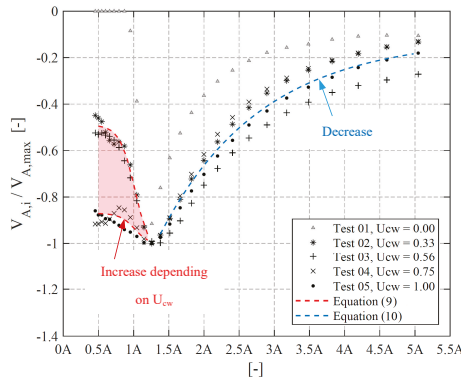 0
-0.2
-0.4
-0.6
-0.8
-1
-1.2
-1.4
V_A,i / V_A,max [-]
Decrease
Increase depending
on U_cw
Test 01, Ucw = 0.00
Test 02, Ucw = 0.33
Test 03, Ucw = 0.56
Test 04, Ucw = 0.75
Test 05, Ucw = 1.00
Equation (9)
Equation (10)
0A 0.5A 1A 1.5A 2A 2.5A 3A 3.5A 4A 4.5A 5A 5.5A
[-]